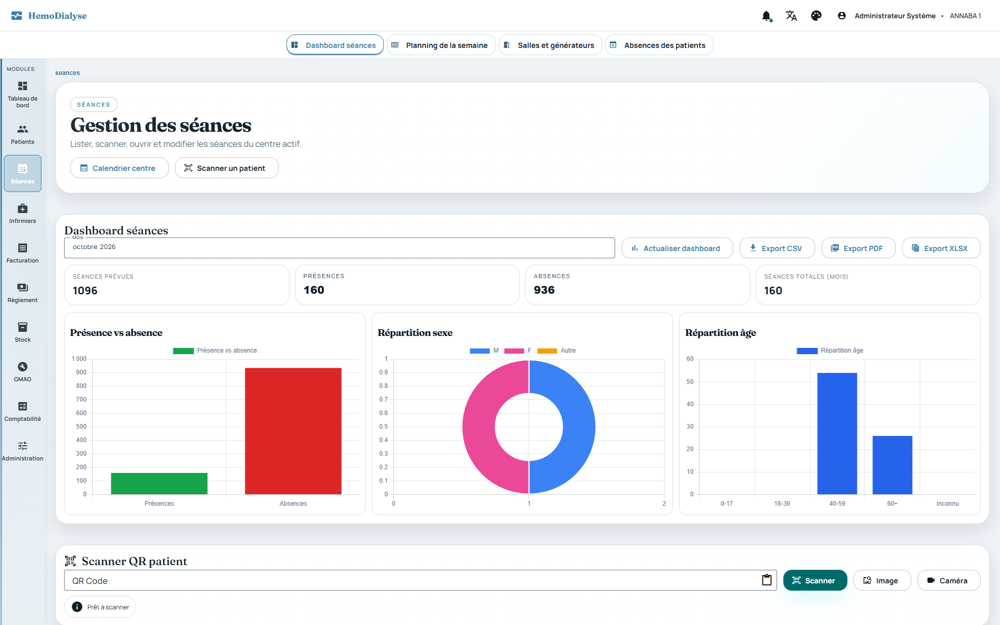 HemoDialyse
Administrateur Système • ANNABA 1
Dashboard séances
Planning de la semaine
Salles et générateurs
Absences des patients
MODULES
Tableau de bord
Patients
Séances
Infirmiers
Facturation
Règlement
Stock
GMAO
Comptabilité
Administration
seances
SÉANCES
Gestion des séances
Lister, scanner, ouvrir et modifier les séances du centre actif.
Calendrier centre
Scanner un patient
Dashboard séances
Mois
octobre 2026
Actualiser dashboard
Export CSV
Export PDF
Export XLSX
SÉANCES PRÉVUES
1096
PRÉSENCES
160
ABSENCES
936
SÉANCES TOTALES (MOIS)
160
Présence vs absence
Présence vs absence
1 000
900
800
700
600
500
400
300
200
100
0
Présences
Absences
Répartition sexe
M
F
Autre
1
0.9
0.8
0.7
0.6
0.5
0.4
0.3
0.2
0.1
0
0
1
2
Répartition âge
Répartition âge
60
50
40
30
20
10
0
0-17
18-39
40-59
60+
Inconnu
Scanner QR patient
QR Code
Scanner
Image
Caméra
Prêt à scanner